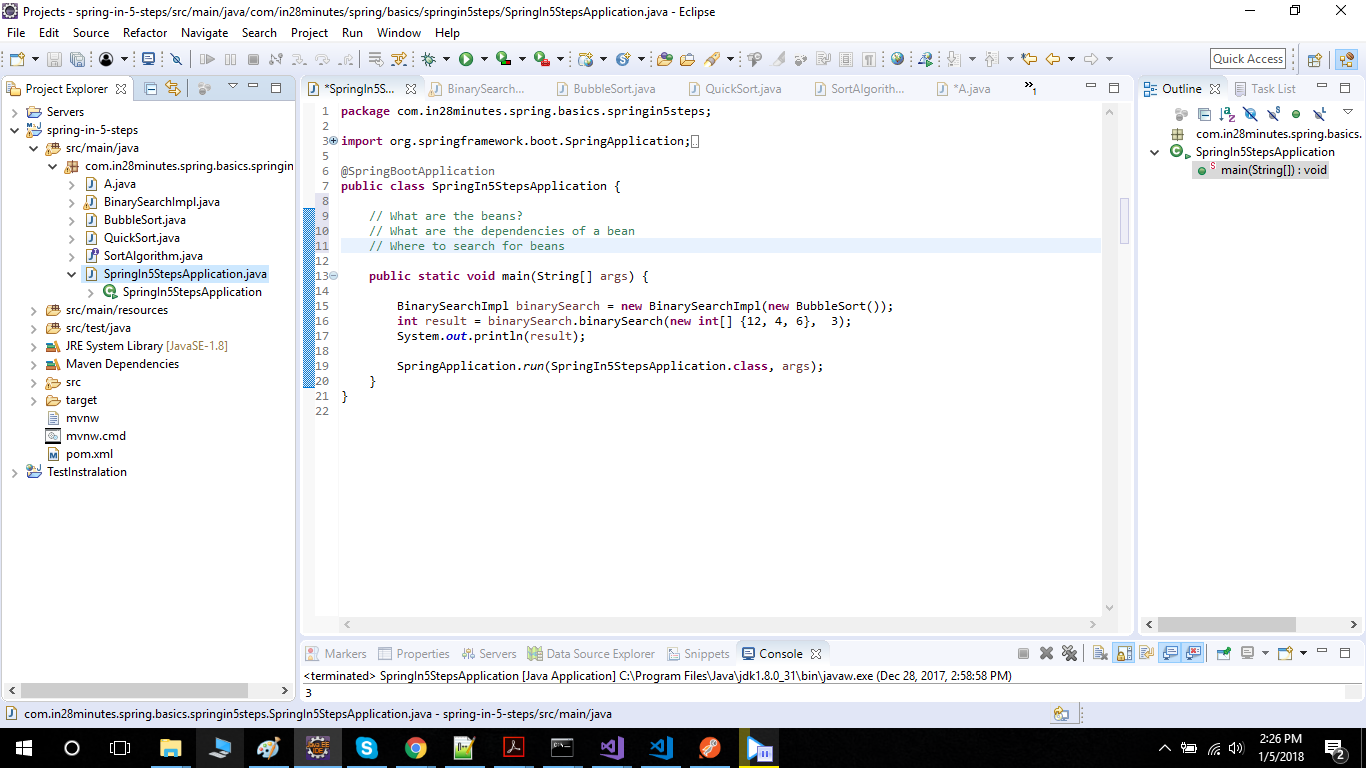 Projects - spring-in-5-steps/src/main/java/com/in28minutes/spring/basics/springin5steps/SpringIn5StepsApplication.java - Eclipse
File Edit Source Refactor Navigate Search Project Run Window Help
Quick Access
Project Explorer
Servers
spring-in-5-steps
src/main/java
com.in28minutes.spring.basics.springin
A.java
BinarySearchImpl.java
BubbleSort.java
QuickSort.java
SortAlgorithm.java
SpringIn5StepsApplication.java
SpringIn5StepsApplication
src/main/resources
src/test/java
JRE System Library [JavaSE-1.8]
Maven Dependencies
src
target
mvnw
mvnw.cmd
pom.xml
TestInstralation
*SpringIn5S... BinarySearch... BubbleSort.java QuickSort.java SortAlgorith... *A.java »1
1 package com.in28minutes.spring.basics.springin5steps;
2
3 import org.springframework.boot.SpringApplication;
5
6 @SpringBootApplication
7 public class SpringIn5StepsApplication {
8
9 // What are the beans?
10 // What are the dependencies of a bean
11 // Where to search for beans
12
13 public static void main(String[] args) {
14
15 BinarySearchImpl binarySearch = new BinarySearchImpl(new BubbleSort());
16 int result = binarySearch.binarySearch(new int[] {12, 4, 6}, 3);
17 System.out.println(result);
18
19 SpringApplication.run(SpringIn5StepsApplication.class, args);
20 }
21 }
22
Outline Task List
com.in28minutes.spring.basics.
SpringIn5StepsApplication
main(String[]) : void
Markers Properties Servers Data Source Explorer Snippets Console
<terminated> SpringIn5StepsApplication [Java Application] C:\Program Files\Java\jdk1.8.0_31\bin\javaw.exe (Dec 28, 2017, 2:58:58 PM)
3
com.in28minutes.spring.basics.springin5steps.SpringIn5StepsApplication.java - spring-in-5-steps/src/main/java
2:26 PM
1/5/2018
2